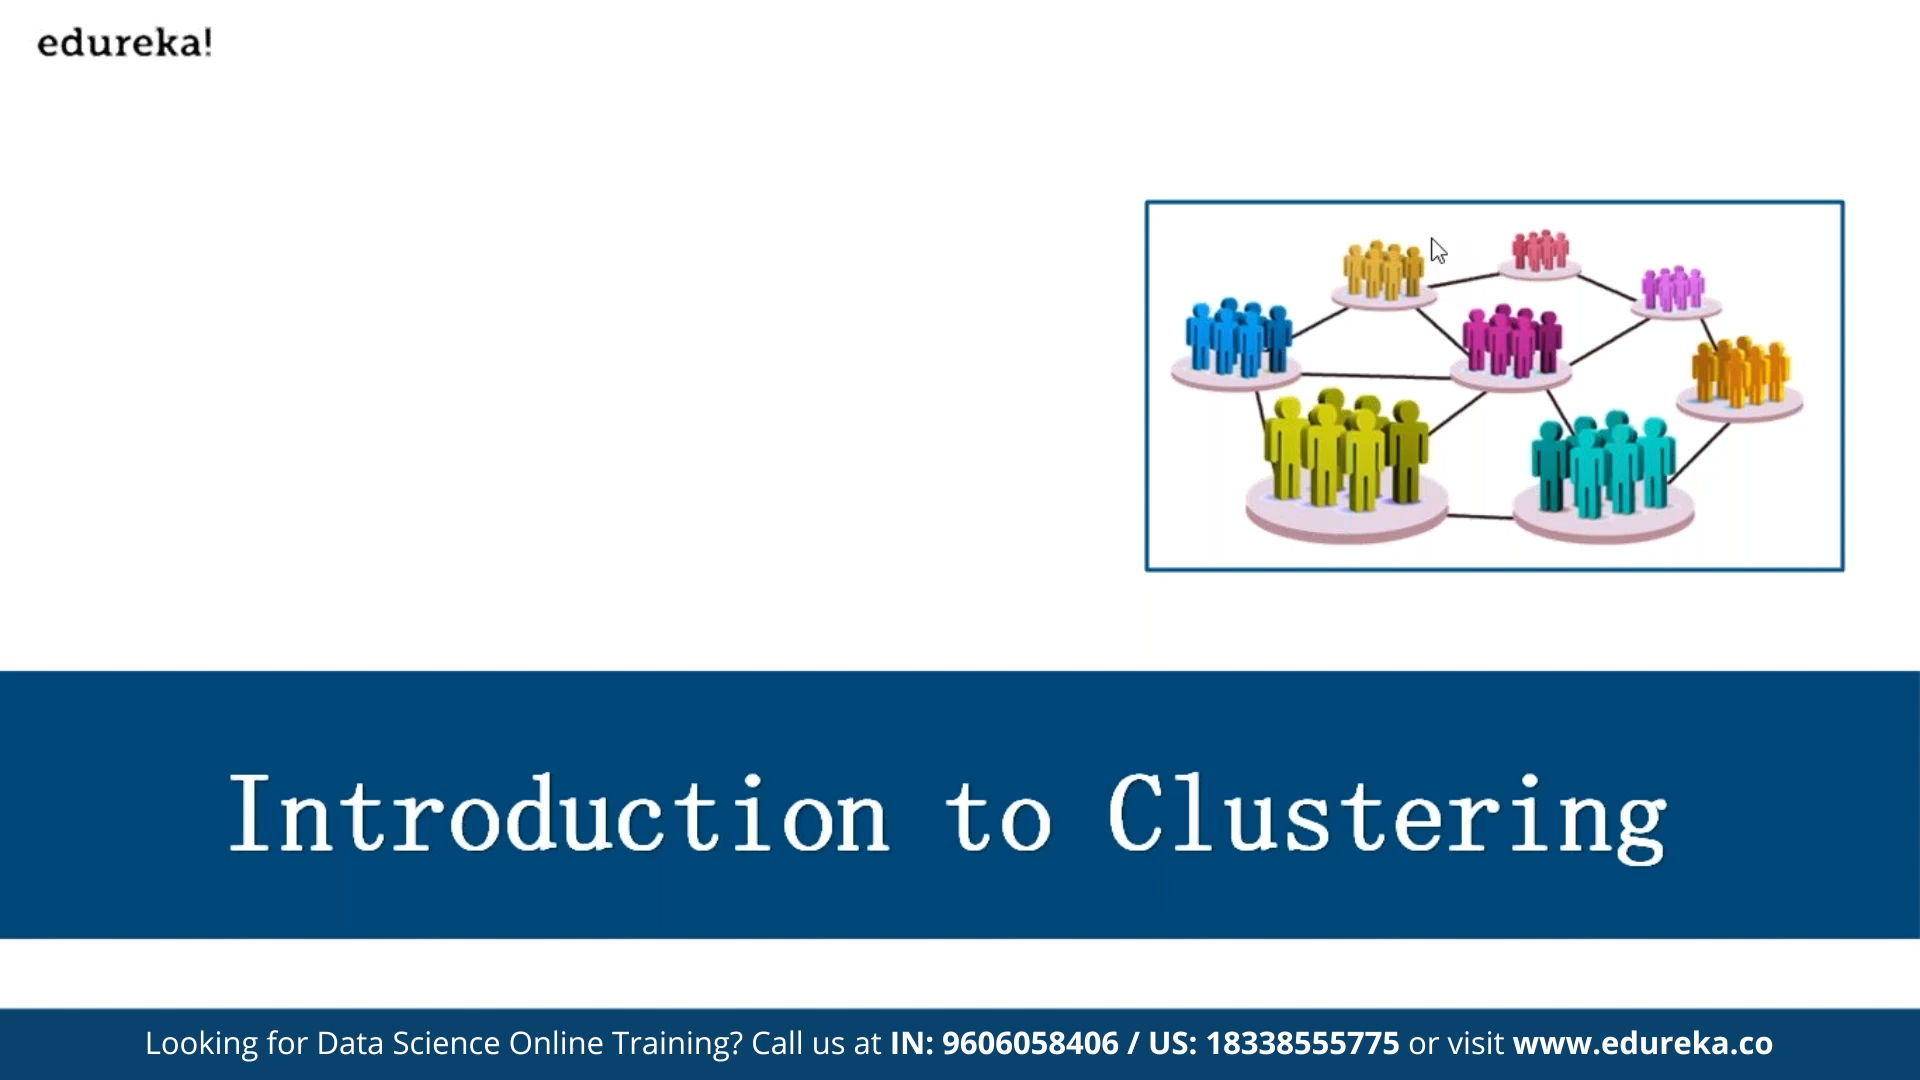 edureka!
Introduction to Clustering
Looking for Data Science Online Training? Call us at IN: 9606058406 / US: 18338555775 or visit www.edureka.co